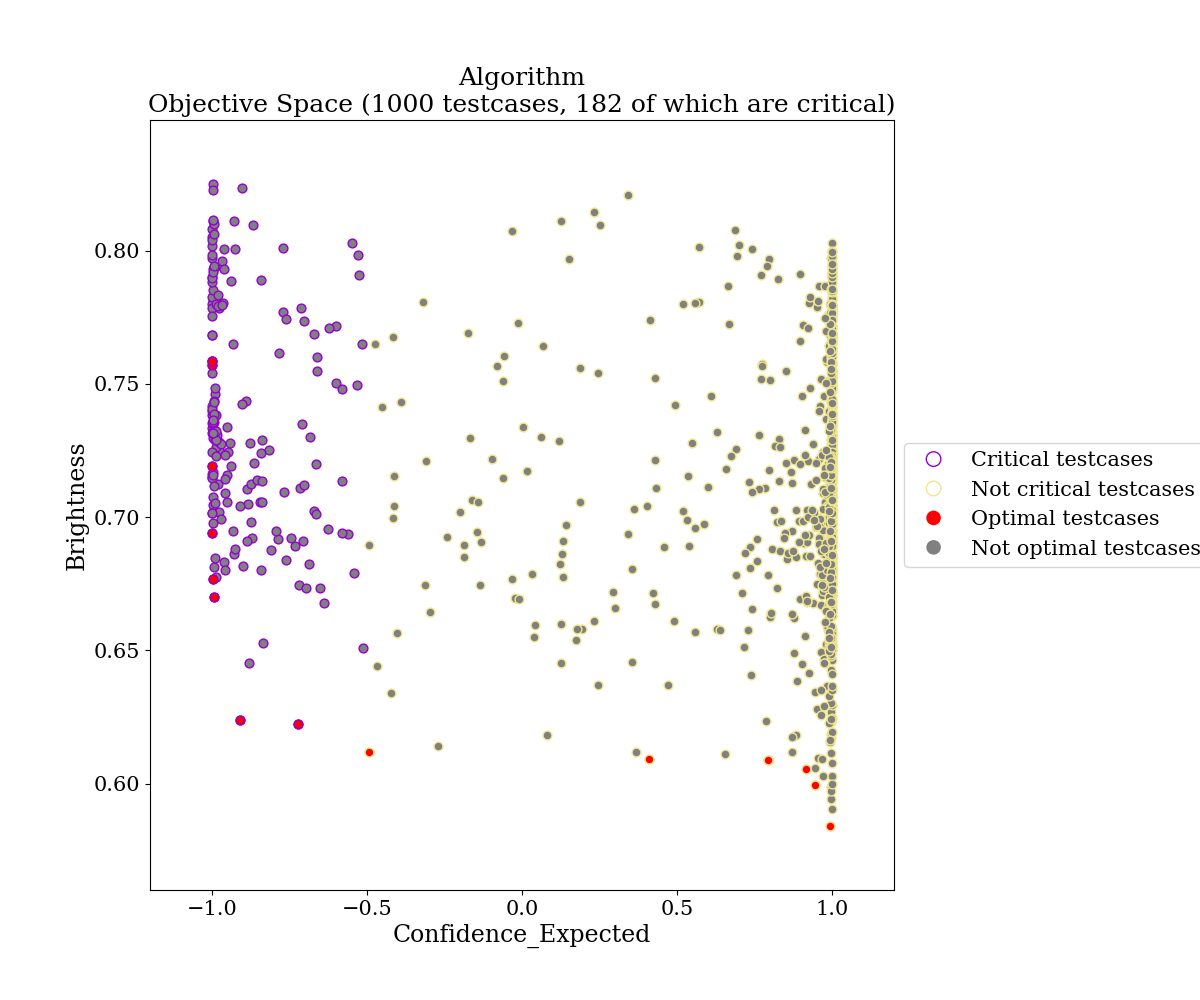 Algorithm
Objective Space (1000 testcases, 182 of which are critical)
0.80
0.75
0.70
0.65
0.60
Brightness
−1.0
−0.5
0.0
0.5
1.0
Confidence_Expected
Critical testcases
Not critical testcases
Optimal testcases
Not optimal testcases